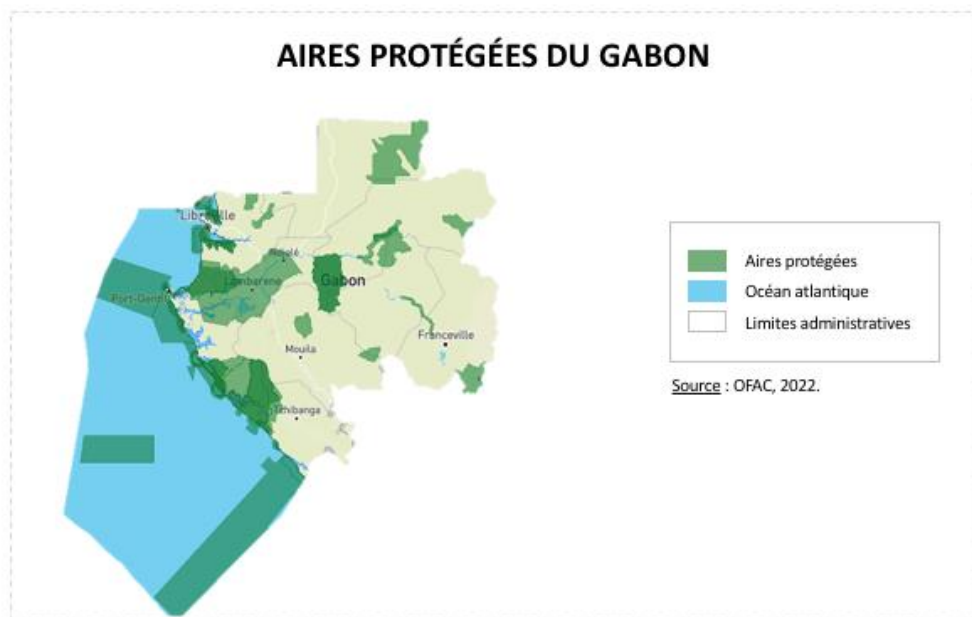 AIRES PROTÉGÉES DU GABON
Libreville
Ndjolé
Port-Gentil
Lambaréné
Gabon
Mouila
Franceville
Tchibanga
Aires protégées
Océan atlantique
Limites administratives
Source : OFAC, 2022.